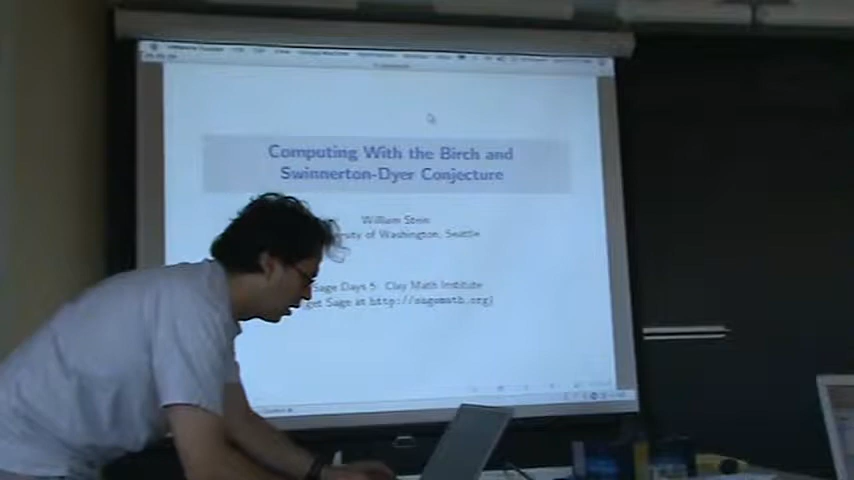 Computing With the Birch and
Swinnerton-Dyer Conjecture
William Stein
of Washington, Seattle
Sage Days 5: Clay Math Institute
get Sage at http://sagemath.org)